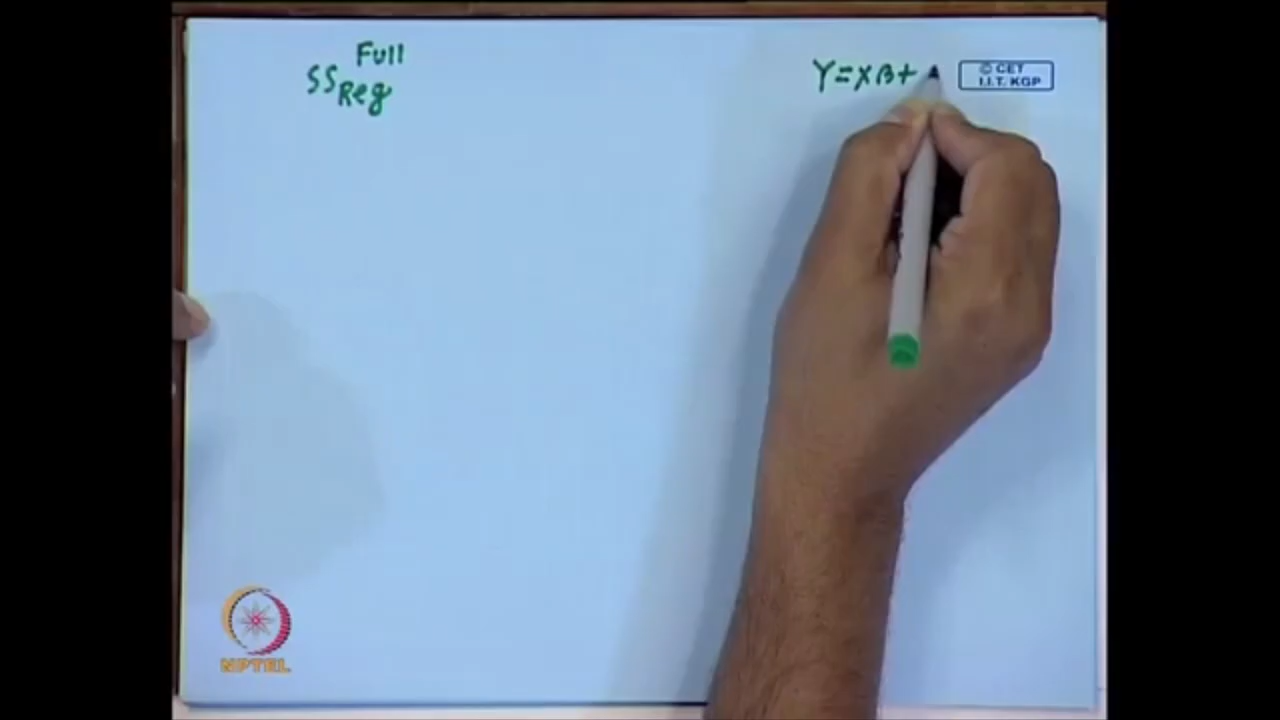 Full
SS Reg
Y = Xβ +
© CET
I.I.T. KGP
NPTEL